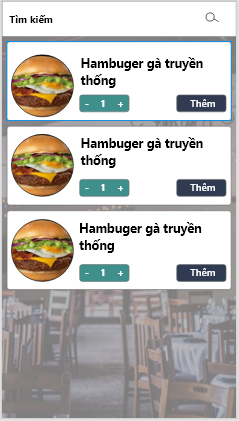 Tìm kiếm
Hambuger gà truyền
thống
- 1 +
Thêm
Hambuger gà truyền
thống
- 1 +
Thêm
Hambuger gà truyền
thống
- 1 +
Thêm